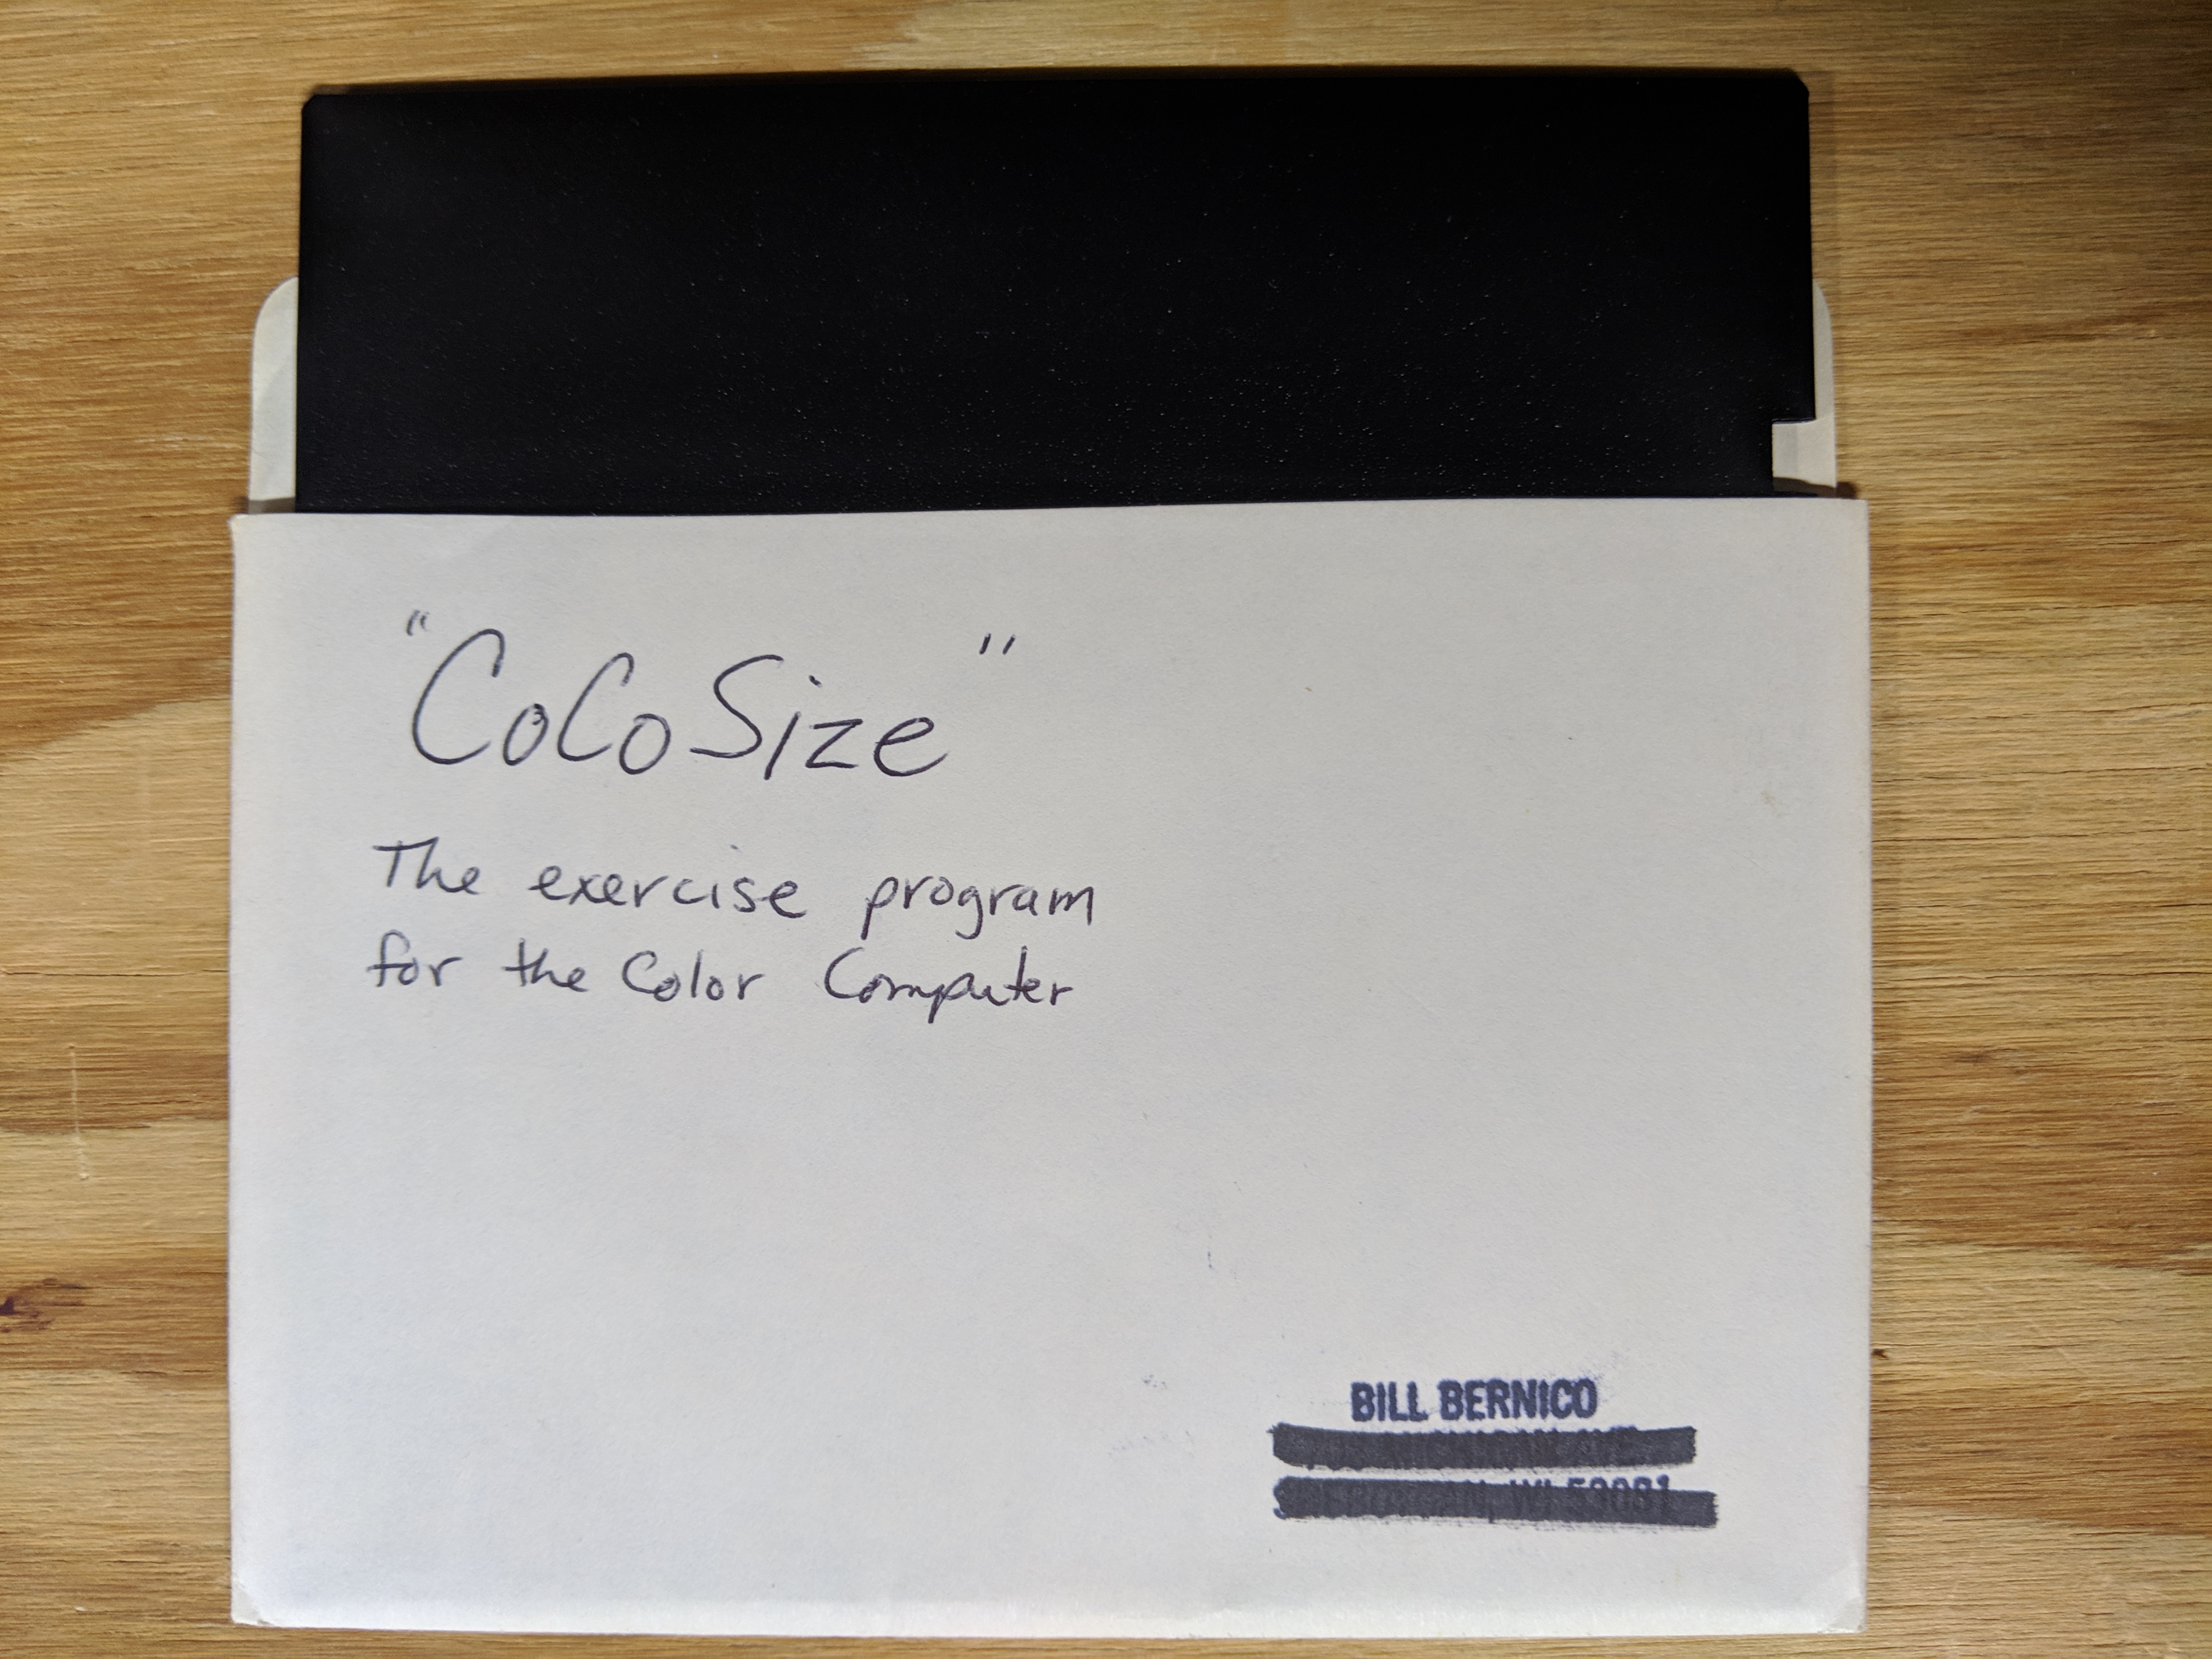 "CoCoSize"
The exercise program
for the Color Computer
BILL BERNICO